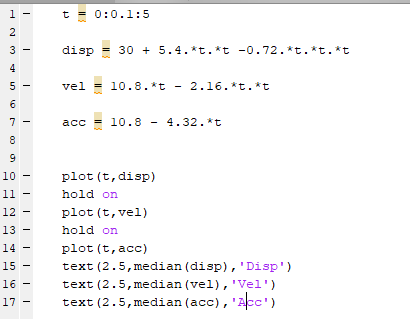 1 - t = 0:0.1:5
2
3 - disp = 30 + 5.4.*t.*t -0.72.*t.*t.*t
4
5 - vel = 10.8.*t - 2.16.*t.*t
6
7 - acc = 10.8 - 4.32.*t
8
9
10 - plot(t,disp)
11 - hold on
12 - plot(t,vel)
13 - hold on
14 - plot(t,acc)
15 - text(2.5,median(disp),'Disp')
16 - text(2.5,median(vel),'Vel')
17 - text(2.5,median(acc),'Acc')